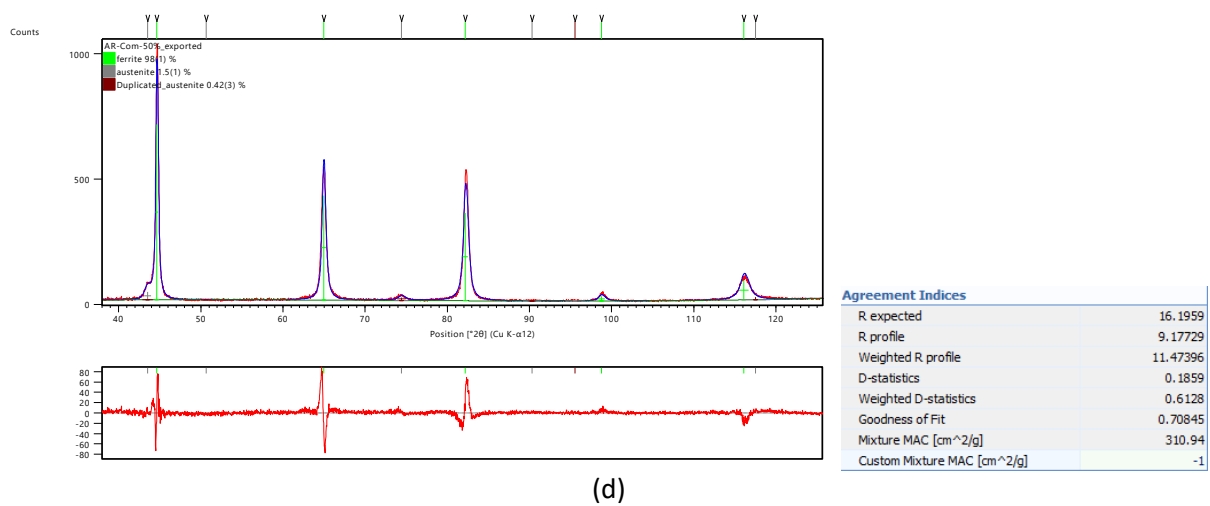 Counts
AR-Com-50%_exported
ferrite 98(1) %
austenite 1.5(1) %
Duplicated_austenite 0.42(3) %
1000
500
0
40 50 60 70 80 90 100 110 120
Position [°2θ] (Cu K-α12)
80
60
40
20
0
-20
-40
-60
-80
Agreement Indices
R expected 16.1959
R profile 9.17729
Weighted R profile 11.47396
D-statistics 0.1859
Weighted D-statistics 0.6128
Goodness of Fit 0.70845
Mixture MAC [cm^2/g] 310.94
Custom Mixture MAC [cm^2/g] -1
(d)